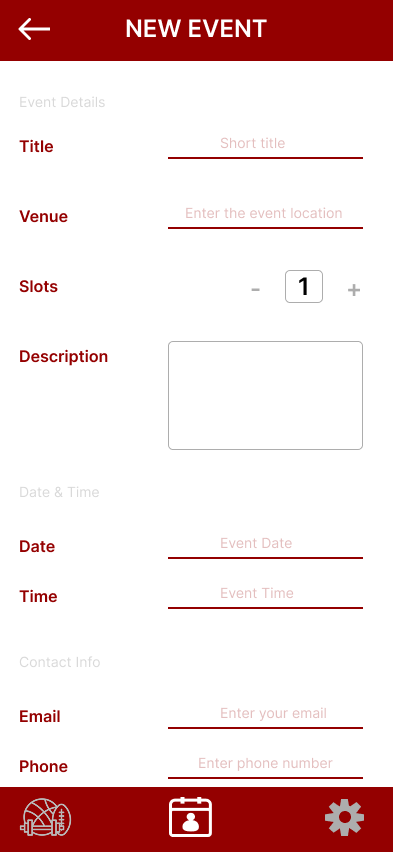 NEW EVENT
Event Details
Title Short title
Venue Enter the event location
Slots - 1 +
Description
Date & Time
Date Event Date
Time Event Time
Contact Info
Email Enter your email
Phone Enter phone number